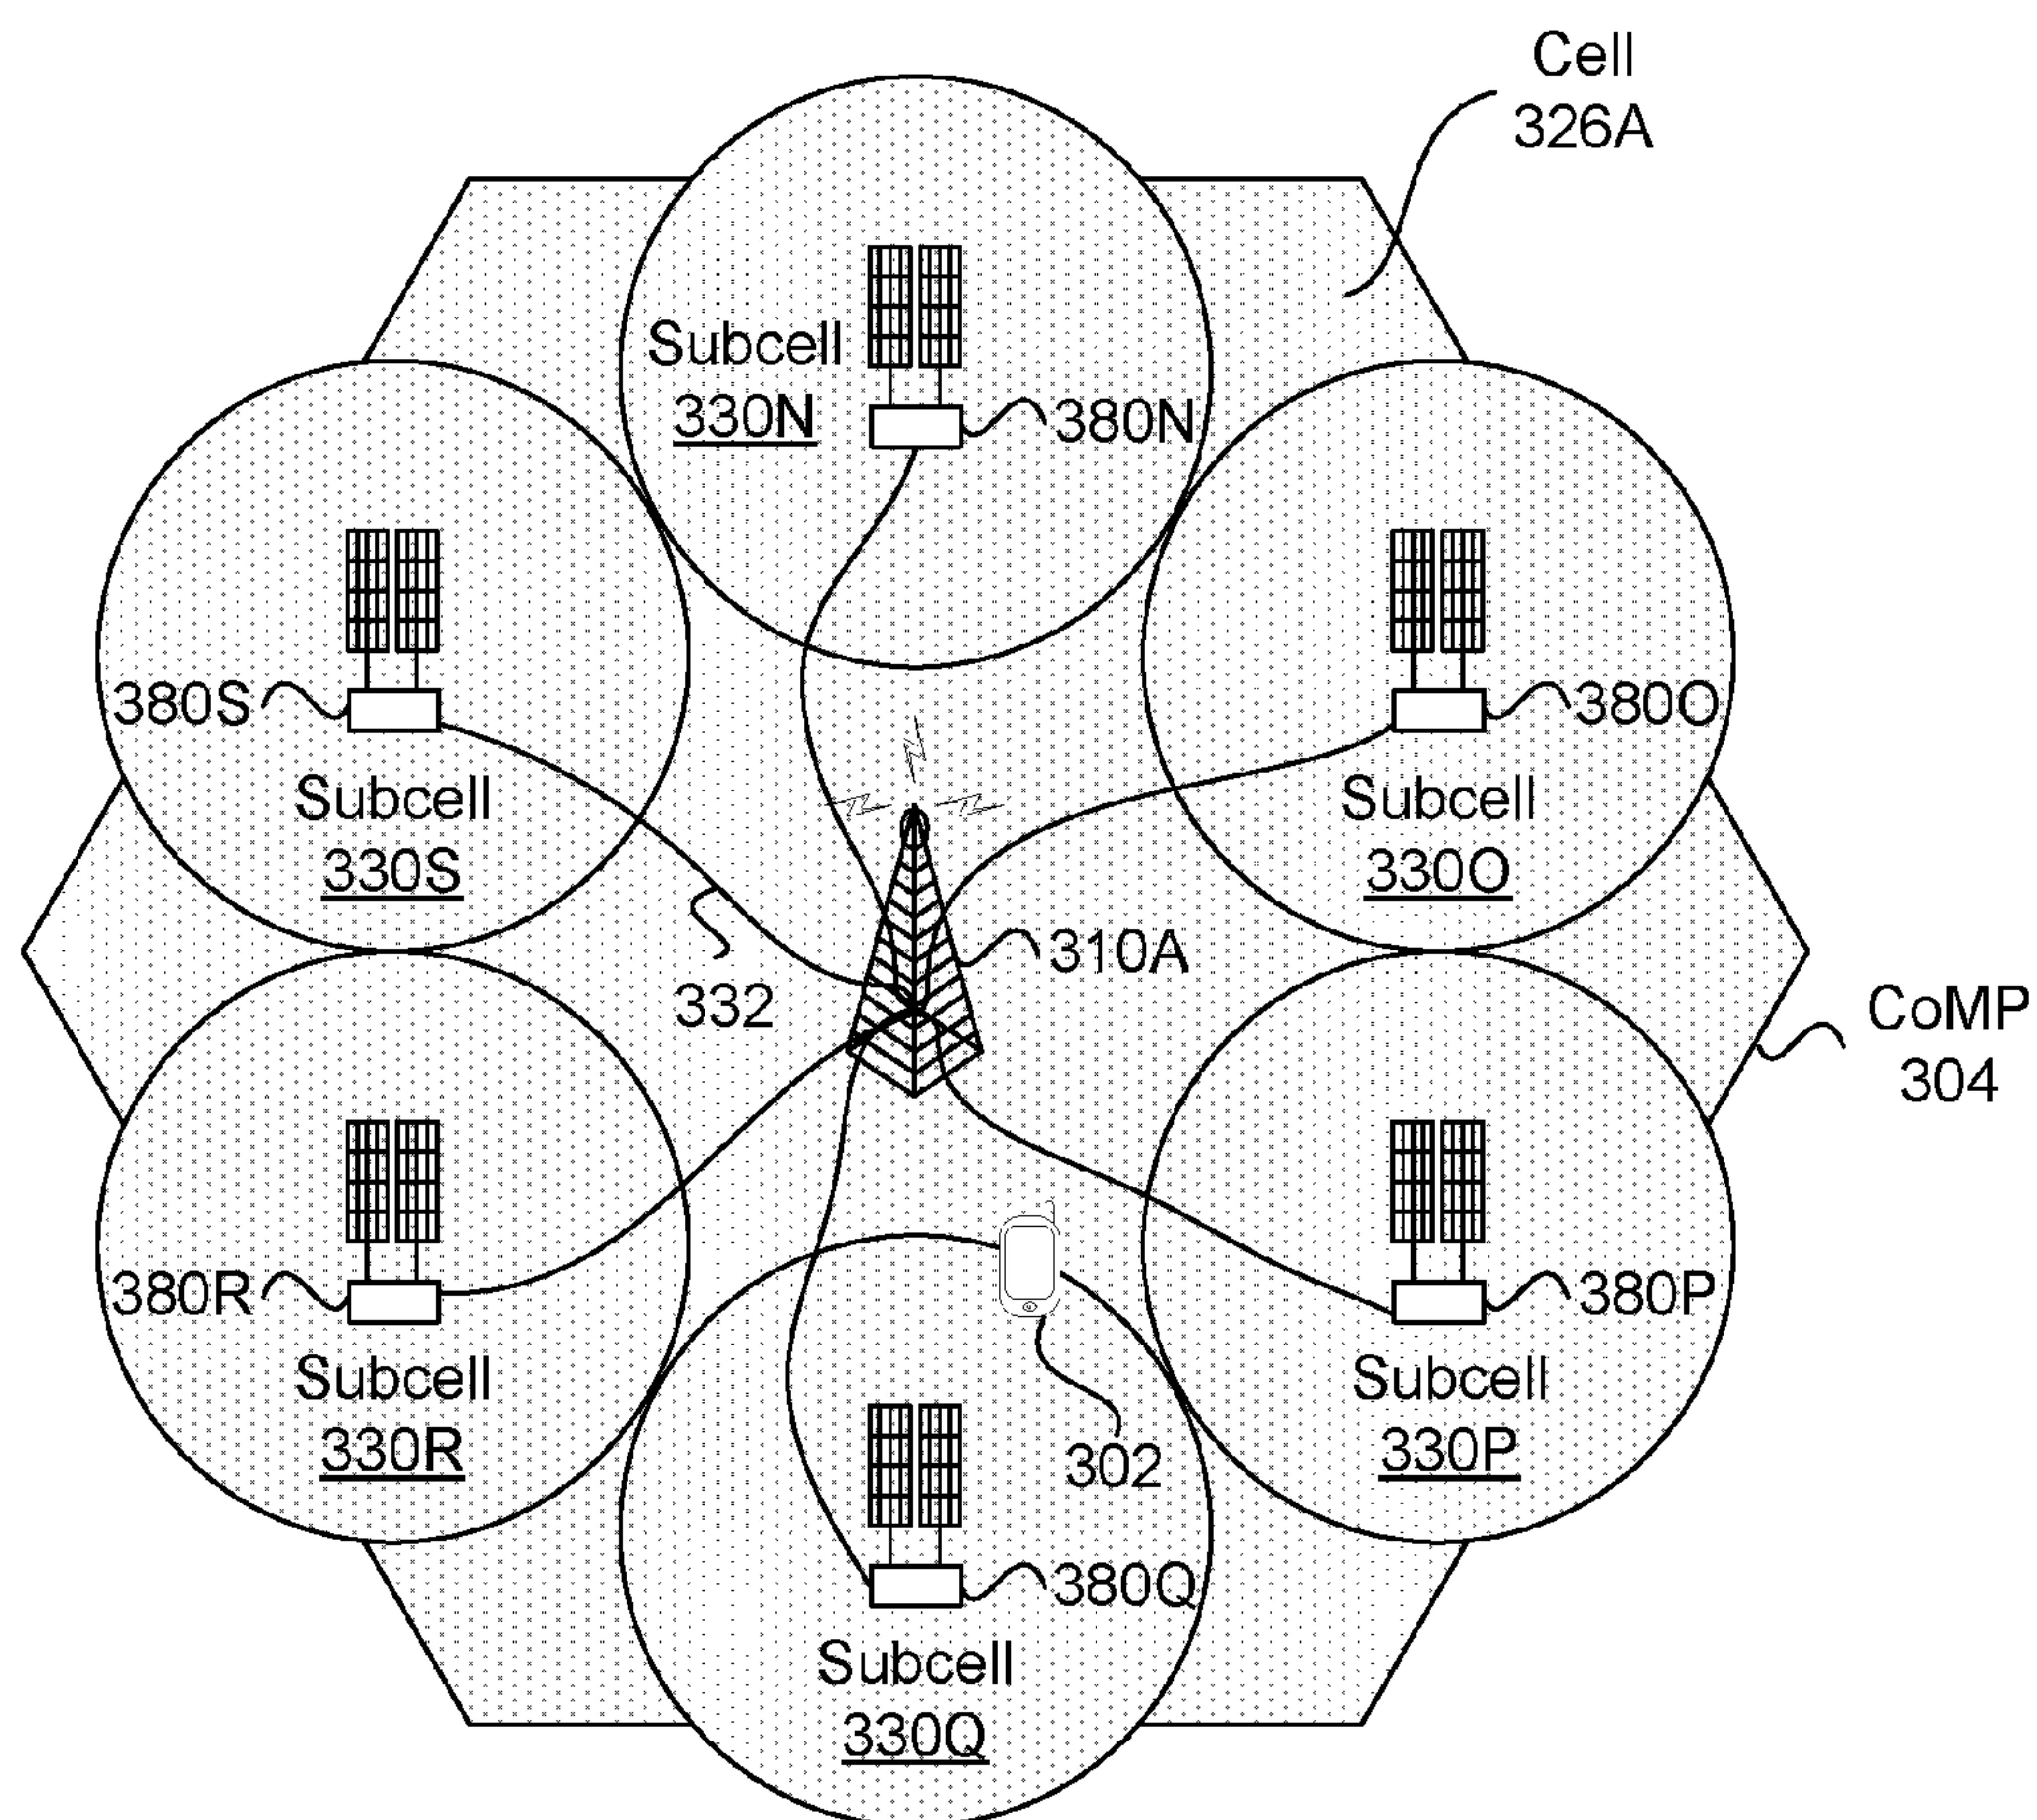 Cell
326A
Subcell
330N
380N
380S
Subcell
330S
380O
Subcell
330O
310A
332
CoMP
304
380R
Subcell
330R
380P
Subcell
330P
302
380Q
Subcell
330Q